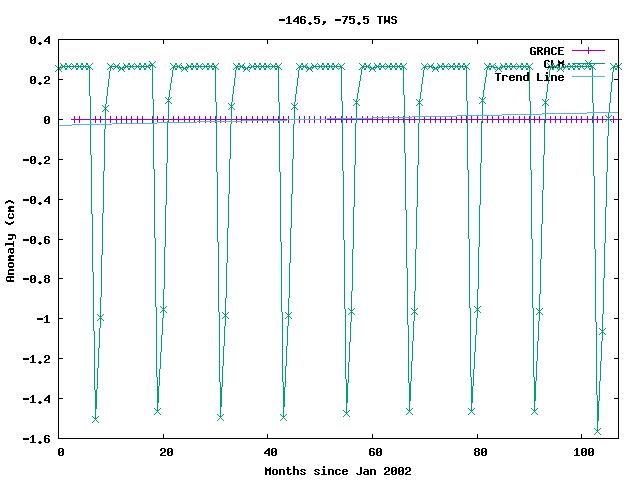 -146.5, -75.5 TWS
GRACE
CLM
Trend Line
0.4
0.2
0
-0.2
-0.4
-0.6
-0.8
-1
-1.2
-1.4
-1.6
Anomaly (cm)
0 20 40 60 80 100
Months since Jan 2002